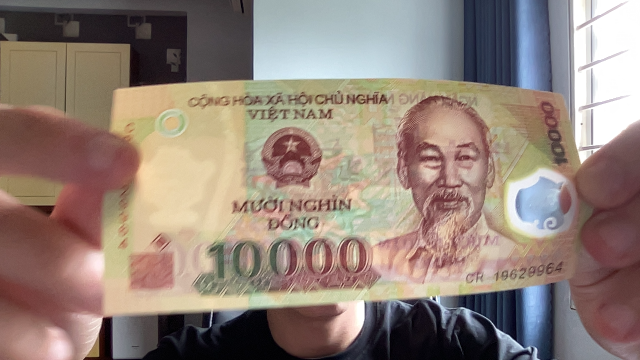 CỘNG HÒA XÃ HỘI CHỦ NGHĨA
VIỆT NAM
MƯỜI NGHÌN
ĐỒNG
10000
10000
CR 19629964